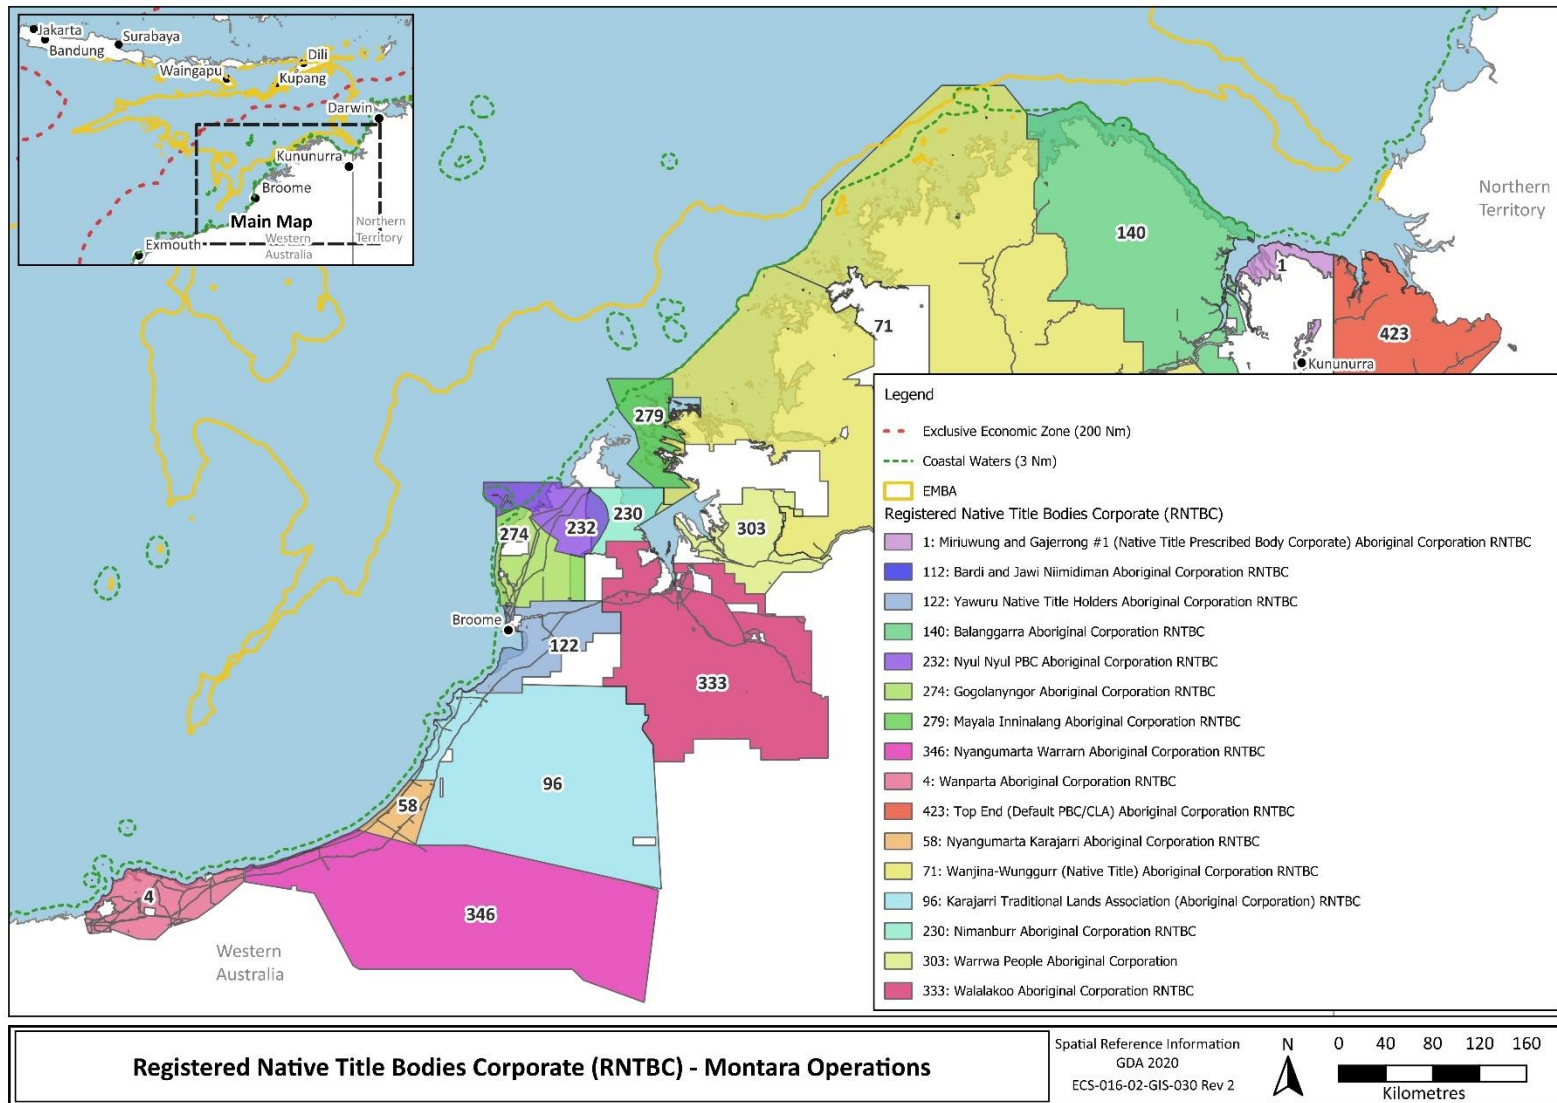 Jakarta
Bandung
Surabaya
Waingapu
Dili
Kupang
Darwin
Kununurra
Broome
Main Map
Exmouth
Western
Australia
Northern
Territory
Northern
Territory
140
1
71
423
Kununurra
279
230
232
274
303
Broome
122
333
96
58
4
346
Western
Australia
Legend
Exclusive Economic Zone (200 Nm)
Coastal Waters (3 Nm)
EMBA
Registered Native Title Bodies Corporate (RNTBC)
1: Miriuwung and Gajerrong #1 (Native Title Prescribed Body Corporate) Aboriginal Corporation RNTBC
112: Bardi and Jawi Niimidiman Aboriginal Corporation RNTBC
122: Yawuru Native Title Holders Aboriginal Corporation RNTBC
140: Balanggarra Aboriginal Corporation RNTBC
232: Nyul Nyul PBC Aboriginal Corporation RNTBC
274: Gogolanyngor Aboriginal Corporation RNTBC
279: Mayala Inninalang Aboriginal Corporation RNTBC
346: Nyangumarta Warrarn Aboriginal Corporation RNTBC
4: Wanparta Aboriginal Corporation RNTBC
423: Top End (Default PBC/CLA) Aboriginal Corporation RNTBC
58: Nyangumarta Karajarri Aboriginal Corporation RNTBC
71: Wanjina-Wunggurr (Native Title) Aboriginal Corporation RNTBC
96: Karajarri Traditional Lands Association (Aboriginal Corporation) RNTBC
230: Nimanburr Aboriginal Corporation RNTBC
303: Warrwa People Aboriginal Corporation
333: Walalakoo Aboriginal Corporation RNTBC
Registered Native Title Bodies Corporate (RNTBC) - Montara Operations
Spatial Reference Information
GDA 2020
ECS-016-02-GIS-030 Rev 2
N
0 40 80 120 160
Kilometres